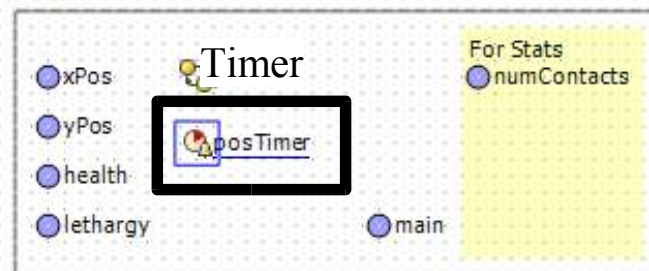 For Stats
xPos
Timer
numContacts
yPos
posTimer
health
lethargy
main